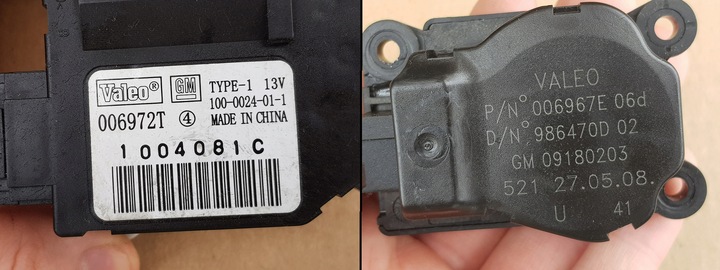 Valeo® GM TYPE-1 13V
100-0024-01-1
006972T ④ MADE IN CHINA
1004081C
VALEO
P/N° 006967E 06d
D/N° 986470D 02
GM 09180203
521 27.05.08.
U 41